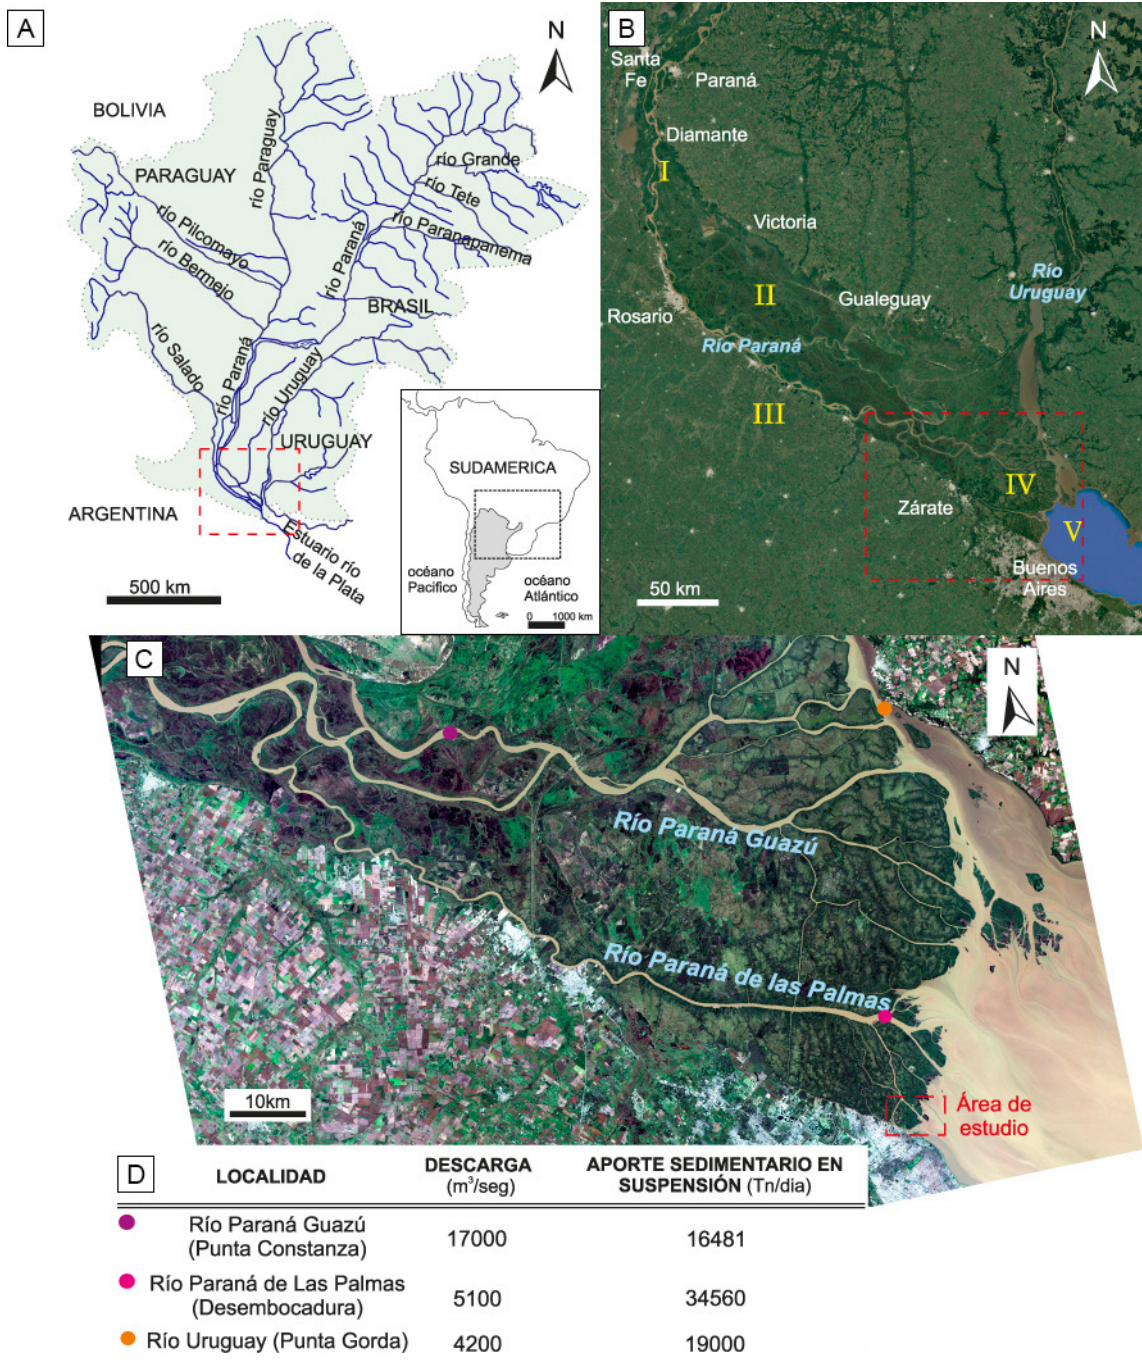 A
N
BOLIVIA
PARAGUAY
río Paraguay
río Grande
río Tete
río Paranapanema
río Pilcomayo
río Bermejo
río Paraná
BRASIL
río Salado
río Paraná
río Uruguay
URUGUAY
ARGENTINA
Estuario río
de la Plata
500 km
SUDAMERICA
océano
Pacífico
océano
Atlántico
0 1000 km
B
N
Santa
Fe
Paraná
Diamante
I
Victoria
II
Gualeguay
Río
Uruguay
Rosario
Río Paraná
III
IV
Zárate
V
Buenos
Aires
50 km
C
N
Río Paraná Guazú
Río Paraná de las Palmas
10km
Área de
estudio
D
LOCALIDAD DESCARGA APORTE SEDIMENTARIO EN
(m³/seg) SUSPENSIÓN (Tn/dia)
Río Paraná Guazú
(Punta Constanza) 17000 16481
Río Paraná de Las Palmas
(Desembocadura) 5100 34560
Río Uruguay (Punta Gorda) 4200 19000